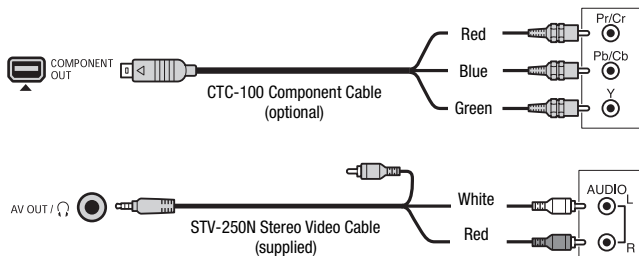 Pr/Cr
Red
COMPONENT
OUT
Pb/Cb
Blue
CTC-100 Component Cable
(optional)
Y
Green
AV OUT /
White
AUDIO
L
STV-250N Stereo Video Cable
(supplied)
Red
R